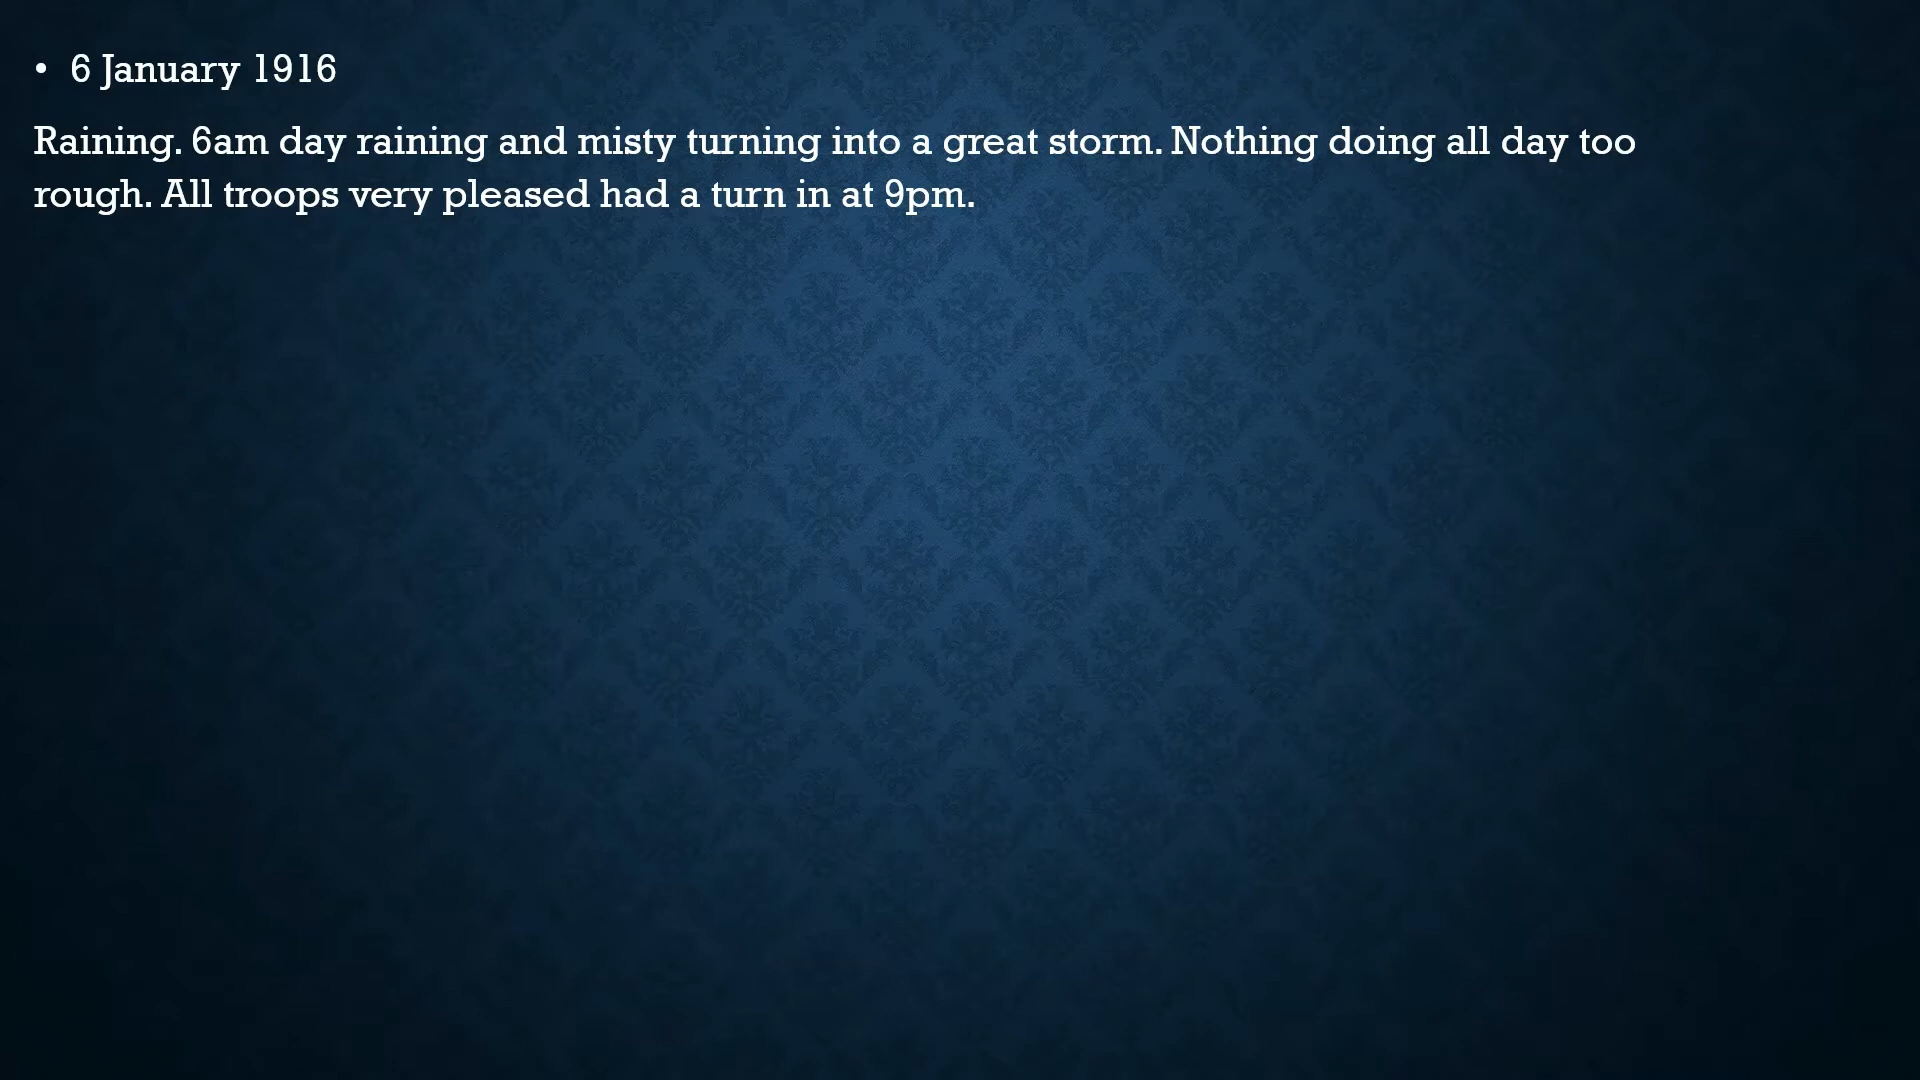 • 6 January 1916
Raining. 6am day raining and misty turning into a great storm. Nothing doing all day too
rough. All troops very pleased had a turn in at 9pm.